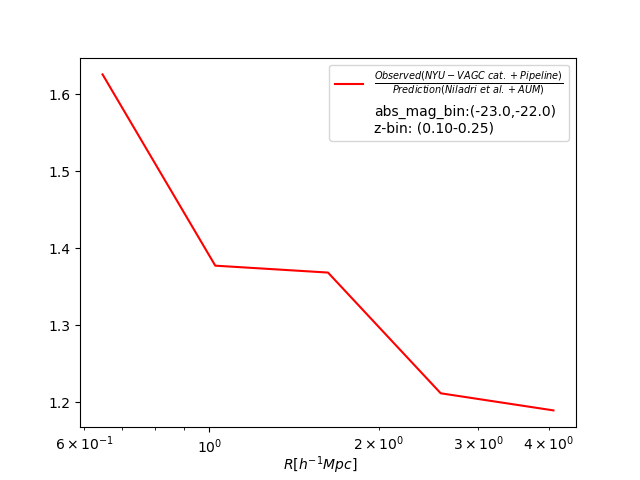 Observed(NYU-VAGC cat.+Pipeline)
Prediction(Niladri et al.+AUM)
abs_mag_bin:(-23.0,-22.0)
z-bin: (0.10-0.25)
1.6
1.5
1.4
1.3
1.2
6×10⁻¹ 10⁰ 2×10⁰ 3×10⁰ 4×10⁰
R[h⁻¹Mpc]